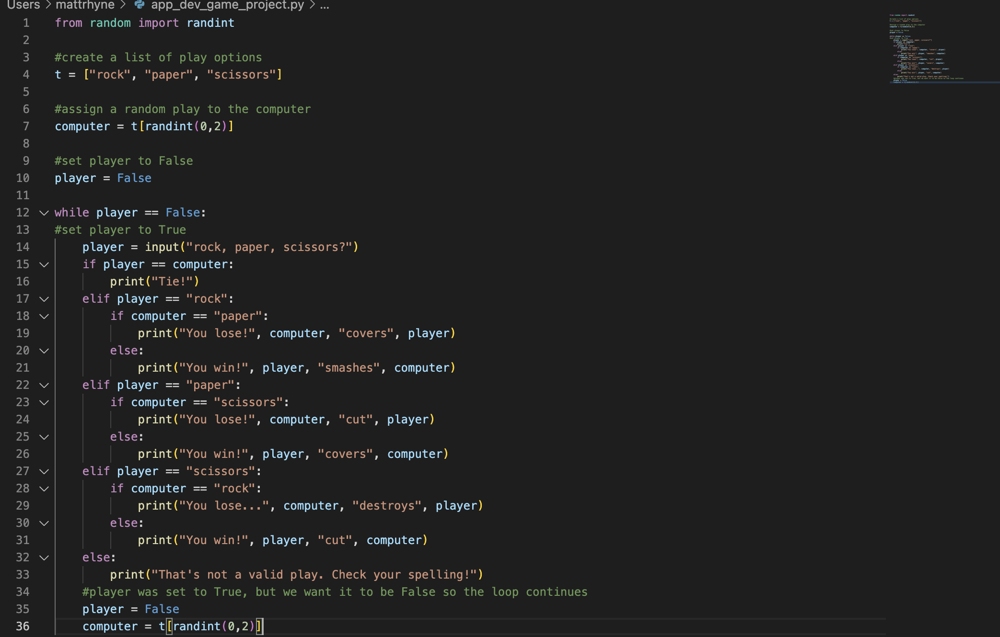 Users > mattrhyne > app_dev_game_project.py > ...
1 from random import randint
2
3 #create a list of play options
4 t = ["rock", "paper", "scissors"]
5
6 #assign a random play to the computer
7 computer = t[randint(0,2)]
8
9 #set player to False
10 player = False
11
12 while player == False:
13 #set player to True
14     player = input("rock, paper, scissors?")
15     if player == computer:
16         print("Tie!")
17     elif player == "rock":
18         if computer == "paper":
19             print("You lose!", computer, "covers", player)
20         else:
21             print("You win!", player, "smashes", computer)
22     elif player == "paper":
23         if computer == "scissors":
24             print("You lose!", computer, "cut", player)
25         else:
26             print("You win!", player, "covers", computer)
27     elif player == "scissors":
28         if computer == "rock":
29             print("You lose...", computer, "destroys", player)
30         else:
31             print("You win!", player, "cut", computer)
32     else:
33         print("That's not a valid play. Check your spelling!")
34     #player was set to True, but we want it to be False so the loop continues
35     player = False
36     computer = t[randint(0,2)]